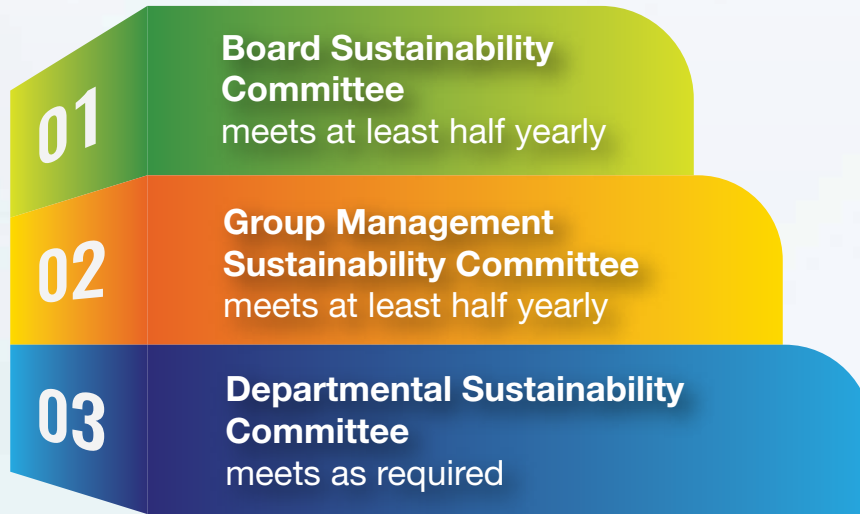 01
Board Sustainability
Committee
meets at least half yearly
02
Group Management
Sustainability Committee
meets at least half yearly
03
Departmental Sustainability
Committee
meets as required